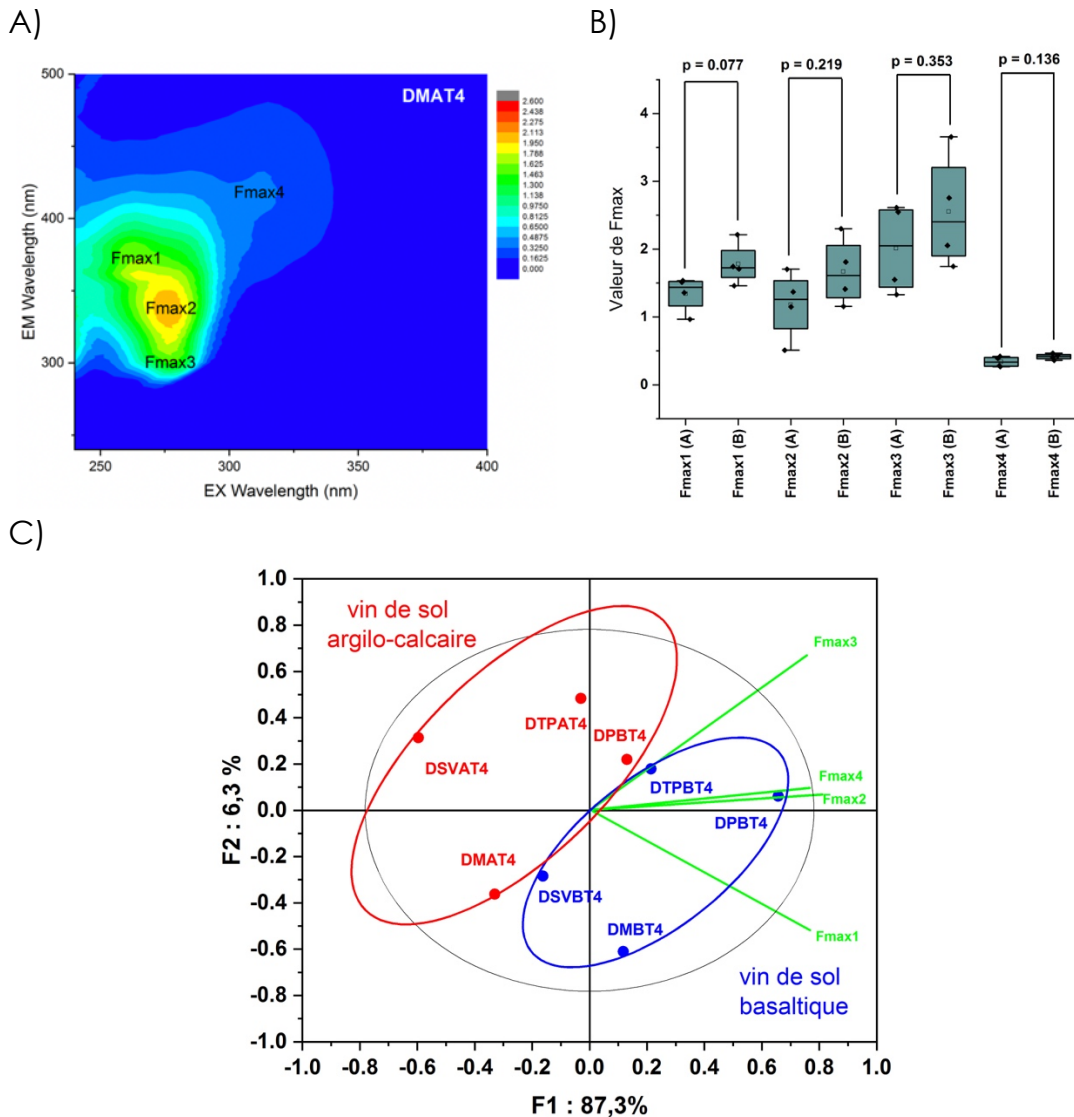 A)
DMAT4
500
400
300
EM Wavelength (nm)
250
300
350
400
EX Wavelength (nm)
Fmax1
Fmax2
Fmax3
Fmax4
2.600
2.438
2.275
2.113
1.950
1.788
1.625
1.463
1.300
1.138
0.9750
0.8125
0.6500
0.4875
0.3250
0.1625
0.000
B)
p = 0.077
p = 0.219
p = 0.353
p = 0.136
Valeur de Fmax
4
3
2
1
0
Fmax1 (A)
Fmax1 (B)
Fmax2 (A)
Fmax2 (B)
Fmax3 (A)
Fmax3 (B)
Fmax4 (A)
Fmax4 (B)
C)
1.0
0.8
0.6
0.4
0.2
0.0
-0.2
-0.4
-0.6
-0.8
-1.0
F2 : 6,3 %
vin de sol
argilo-calcaire
Fmax3
DTPAT4
DPBT4
DSVAT4
DTPBT4
Fmax4
Fmax2
DPBT4
DMAT4
DSVBT4
DMBT4
Fmax1
vin de sol
basaltique
-1.0
-0.8
-0.6
-0.4
-0.2
0.0
0.2
0.4
0.6
0.8
1.0
F1 : 87,3%